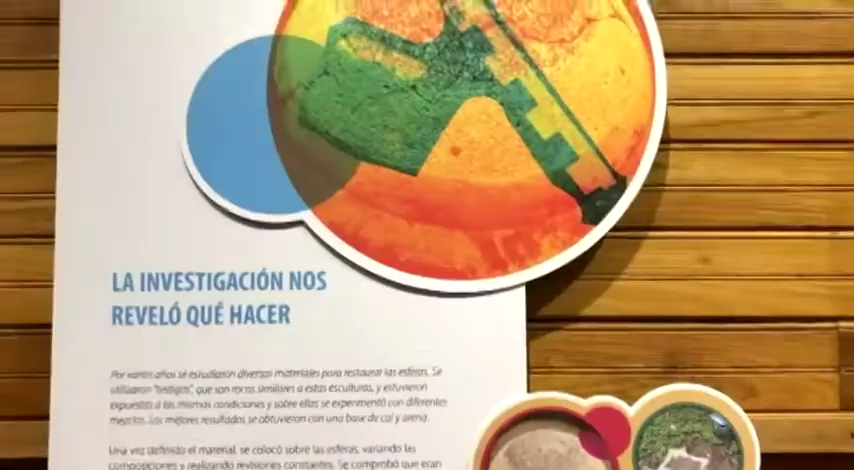 LA INVESTIGACIÓN NOS
REVELÓ QUÉ HACER
Por varios años se estudiaron diversos materiales para restaurar las esferas. Se
utilizaron "testigos", que son rocas similares a estas esculturas, y estuvieron
expuestos a las mismas condiciones y sobre ellas se experimentó con diferentes
mezclas. Los mejores resultados se obtuvieron con una base de cal y arena.
Una vez definido el material, se colocó sobre las esferas, variando las
composiciones y realizando revisiones constantes. Se comprobó que eran